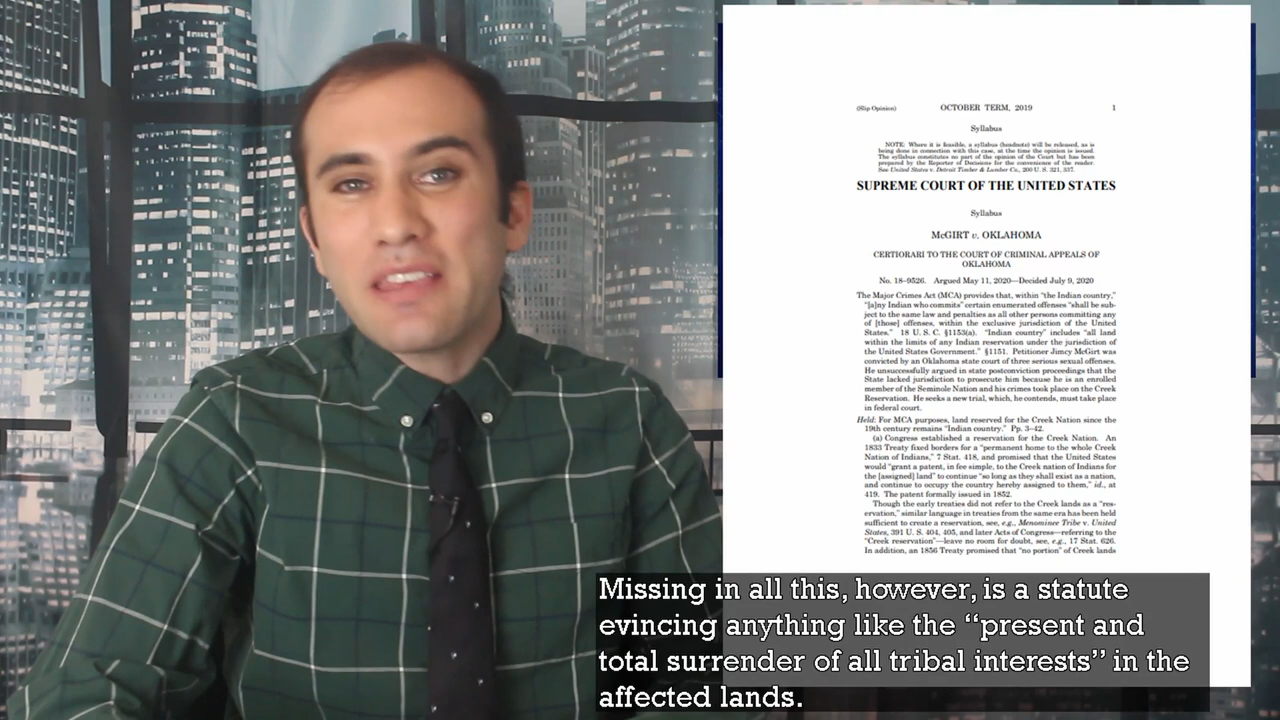 (Slip Opinion)
OCTOBER TERM, 2019
1
Syllabus
NOTE: Where it is feasible, a syllabus (headnote) will be released, as is
being done in connection with this case, at the time the opinion is issued.
The syllabus constitutes no part of the opinion of the Court but has been
prepared by the Reporter of Decisions for the convenience of the reader.
See United States v. Detroit Timber & Lumber Co., 200 U. S. 321, 337.
SUPREME COURT OF THE UNITED STATES
Syllabus
McGIRT v. OKLAHOMA
CERTIORARI TO THE COURT OF CRIMINAL APPEALS OF
OKLAHOMA
No. 18–9526. Argued May 11, 2020—Decided July 9, 2020
The Major Crimes Act (MCA) provides that, within “the Indian country,”
“[a]ny Indian who commits” certain enumerated offenses “shall be sub-
ject to the same law and penalties as all other persons committing any
of [those] offenses, within the exclusive jurisdiction of the United
States.” 18 U. S. C. §1153(a). “Indian country” includes “all land
within the limits of any Indian reservation under the jurisdiction of
the United States Government.” §1151. Petitioner Jimcy McGirt was
convicted by an Oklahoma state court of three serious sexual offenses.
He unsuccessfully argued in state postconviction proceedings that the
State lacked jurisdiction to prosecute him because he is an enrolled
member of the Seminole Nation and his crimes took place on the Creek
Reservation. He seeks a new trial, which, he contends, must take place
in federal court.
Held: For MCA purposes, land reserved for the Creek Nation since the
19th century remains “Indian country.” Pp. 3–42.
(a) Congress established a reservation for the Creek Nation. An
1833 Treaty fixed borders for a “permanent home to the whole Creek
Nation of Indians,” 7 Stat. 418, and promised that the United States
would “grant a patent, in fee simple, to the Creek nation of Indians for
the [assigned] land” to continue “so long as they shall exist as a nation,
and continue to occupy the country hereby assigned to them,” id., at
419. The patent formally issued in 1852.
Though the early treaties did not refer to the Creek lands as a “res-
ervation,” similar language in treaties from the same era has been held
sufficient to create a reservation, see, e.g., Menominee Tribe v. United
States, 391 U. S. 404, 405, and later Acts of Congress—referring to the
“Creek reservation”—leave no room for doubt, see, e.g., 17 Stat. 626.
In addition, an 1856 Treaty promised that “no portion” of Creek lands
Missing in all this, however, is a statute
evincing anything like the “present and
total surrender of all tribal interests” in the
affected lands.